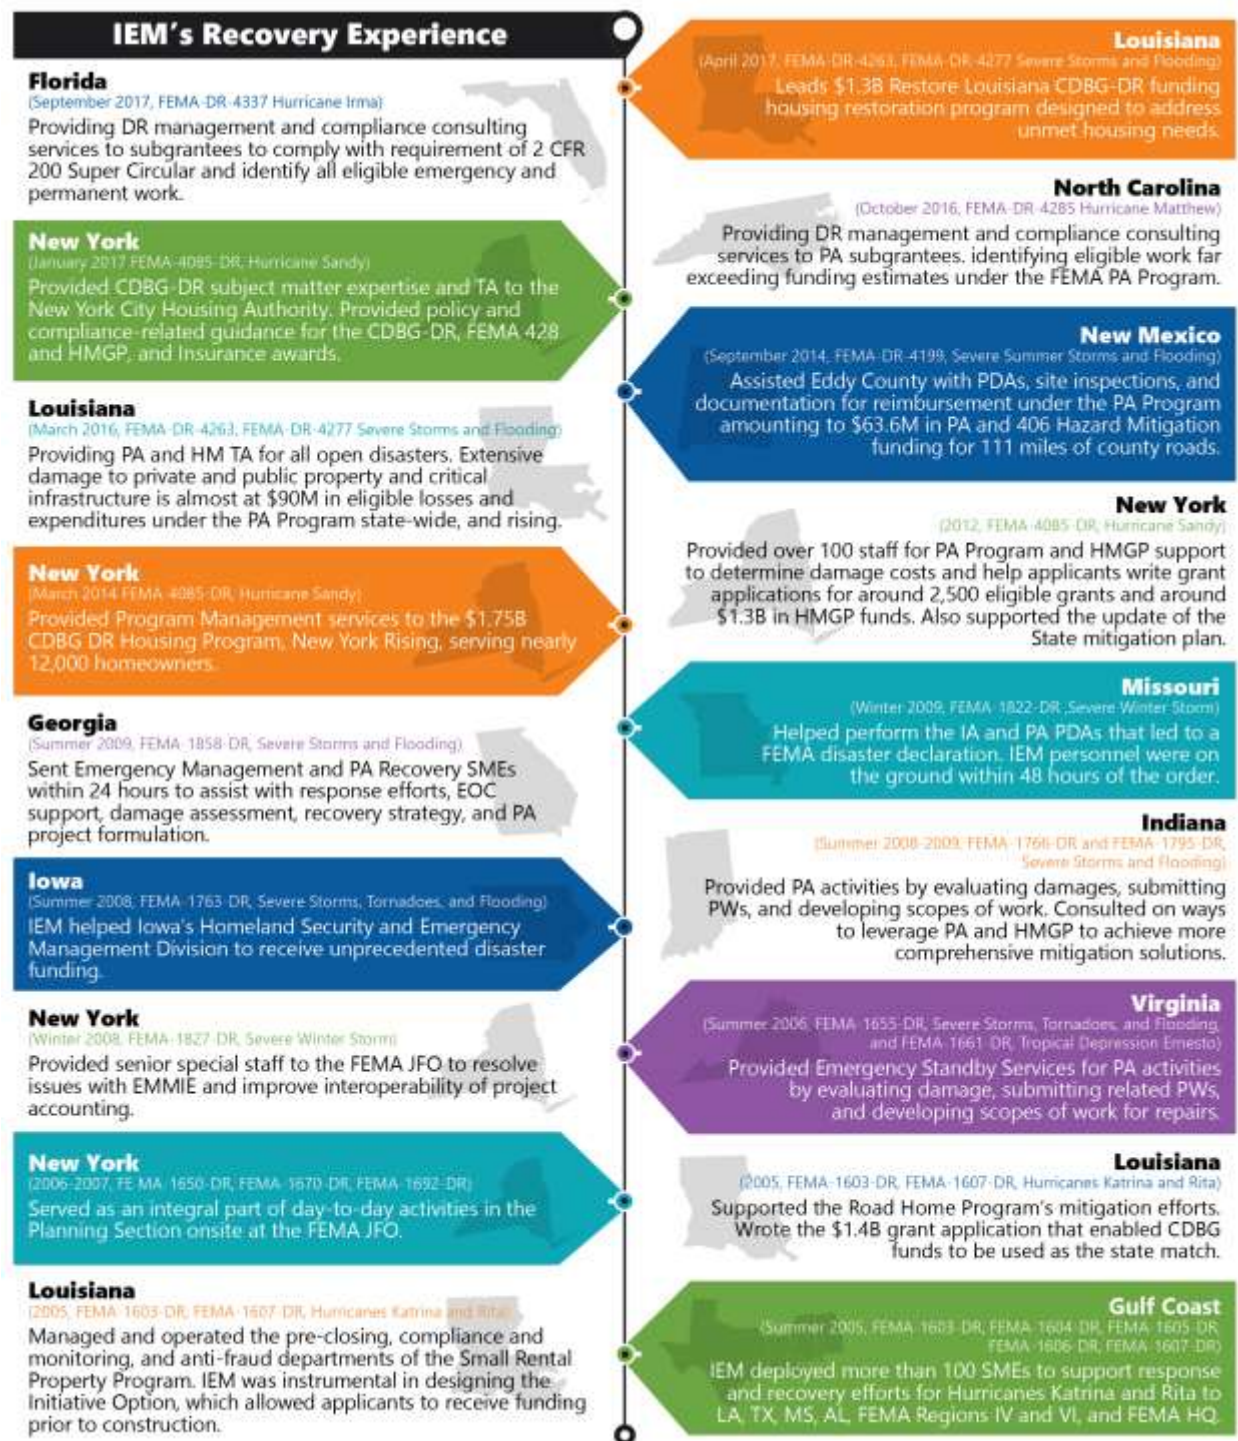 IEM's Recovery Experience
Florida
(September 2017, FEMA-DR-4337 Hurricane Irma)
Providing DR management and compliance consulting
services to subgrantees to comply with requirement of 2 CFR
200 Super Circular and identify all eligible emergency and
permanent work.
Louisiana
(April 2017, FEMA-DR-4263, FEMA-DR-4277 Severe Storms and Flooding)
Leads $1.3B Restore Louisiana CDBG-DR funding
housing restoration program designed to address
unmet housing needs.
New York
(January 2017 FEMA-4085-DR, Hurricane Sandy)
Provided CDBG-DR subject matter expertise and TA to the
New York City Housing Authority. Provided policy and
compliance-related guidance for the CDBG-DR, FEMA 428
and HMGP, and Insurance awards.
North Carolina
(October 2016, FEMA-DR-4285 Hurricane Matthew)
Providing DR management and compliance consulting
services to PA subgrantees. identifying eligible work far
exceeding funding estimates under the FEMA PA Program.
Louisiana
(March 2016, FEMA-DR-4263, FEMA-DR-4277 Severe Storms and Flooding)
Providing PA and HM TA for all open disasters. Extensive
damage to private and public property and critical
infrastructure is almost at $90M in eligible losses and
expenditures under the PA Program state-wide, and rising.
New Mexico
(September 2014, FEMA-DR-4199, Severe Summer Storms and Flooding)
Assisted Eddy County with PDAs, site inspections, and
documentation for reimbursement under the PA Program
amounting to $63.6M in PA and 406 Hazard Mitigation
funding for 111 miles of county roads.
New York
(March 2014 FEMA-4085-DR, Hurricane Sandy)
Provided Program Management services to the $1.75B
CDBG DR Housing Program, New York Rising, serving nearly
12,000 homeowners.
New York
(2012, FEMA-4085-DR, Hurricane Sandy)
Provided over 100 staff for PA Program and HMGP support
to determine damage costs and help applicants write grant
applications for around 2,500 eligible grants and around
$1.3B in HMGP funds. Also supported the update of the
State mitigation plan.
Georgia
(Summer 2009, FEMA-1858-DR, Severe Storms and Flooding)
Sent Emergency Management and PA Recovery SMEs
within 24 hours to assist with response efforts, EOC
support, damage assessment, recovery strategy, and PA
project formulation.
Missouri
(Winter 2009, FEMA-1822-DR ,Severe Winter Storm)
Helped perform the IA and PA PDAs that led to a
FEMA disaster declaration. IEM personnel were on
the ground within 48 hours of the order.
Iowa
(Summer 2008, FEMA-1763-DR, Severe Storms, Tornadoes, and Flooding)
IEM helped Iowa's Homeland Security and Emergency
Management Division to receive unprecedented disaster
funding.
Indiana
(Summer 2008-2009, FEMA-1766-DR and FEMA-1795-DR,
Severe Storms and Flooding)
Provided PA activities by evaluating damages, submitting
PWs, and developing scopes of work. Consulted on ways
to leverage PA and HMGP to achieve more
comprehensive mitigation solutions.
New York
(Winter 2008, FEMA-1827-DR, Severe Winter Storm)
Provided senior special staff to the FEMA JFO to resolve
issues with EMMIE and improve interoperability of project
accounting.
Virginia
(Summer 2006, FEMA-1655-DR, Severe Storms, Tornadoes, and Flooding,
and FEMA-1661-DR, Tropical Depression Ernesto)
Provided Emergency Standby Services for PA activities
by evaluating damage, submitting related PWs,
and developing scopes of work for repairs.
New York
(2006-2007, FE MA-1650-DR, FEMA-1670-DR, FEMA-1692-DR)
Served as an integral part of day-to-day activities in the
Planning Section onsite at the FEMA JFO.
Louisiana
(2005, FEMA-1603-DR, FEMA-1607-DR, Hurricanes Katrina and Rita)
Supported the Road Home Program's mitigation efforts.
Wrote the $1.4B grant application that enabled CDBG
funds to be used as the state match.
Louisiana
(2005, FEMA-1603-DR, FEMA-1607-DR, Hurricanes Katrina and Rita)
Managed and operated the pre-closing, compliance and
monitoring, and anti-fraud departments of the Small Rental
Property Program. IEM was instrumental in designing the
Initiative Option, which allowed applicants to receive funding
prior to construction.
Gulf Coast
(Summer 2005, FEMA-1603-DR, FEMA-1604-DR, FEMA-1605-DR,
FEMA-1606-DR, FEMA-1607-DR)
IEM deployed more than 100 SMEs to support response
and recovery efforts for Hurricanes Katrina and Rita to
LA, TX, MS, AL, FEMA Regions IV and VI, and FEMA HQ.